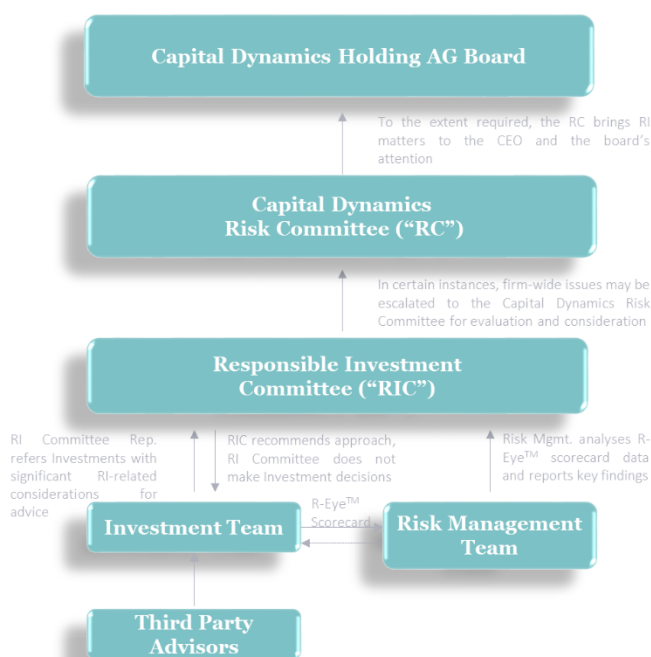 Capital Dynamics Holding AG Board
To the extent required, the RC brings RI
matters to the CEO and the board's
attention
Capital Dynamics
Risk Committee (“RC”)
In certain instances, firm-wide issues may be
escalated to the Capital Dynamics Risk
Committee for evaluation and consideration
Responsible Investment
Committee (“RIC”)
RI Committee Rep.
refers Investments with
significant RI-related
considerations for
advice
RIC recommends approach,
RI Committee does not
make Investment decisions
Risk Mgmt. analyses R-
Eye™ scorecard data
and reports key findings
Investment Team
R-Eye™
Scorecard
Risk Management
Team
Third Party
Advisors